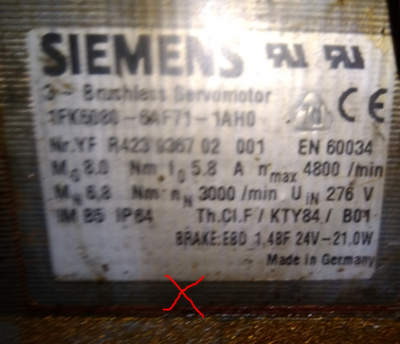 SIEMENS
3~ Brushless Servomotor
1FK6080-6AF71-1AH0
Nr.YF R423 9367 02 001 EN 60034
M0 8.0 Nm I0 5.8 A nmax 4800 /min
MN 6,8 Nm nN 3000 /min UIN 276 V
IM B5 IP64 Th.Cl.F / KTY84 / B01
BRAKE:EBD 1,4BF 24V-21.0W
Made in Germany